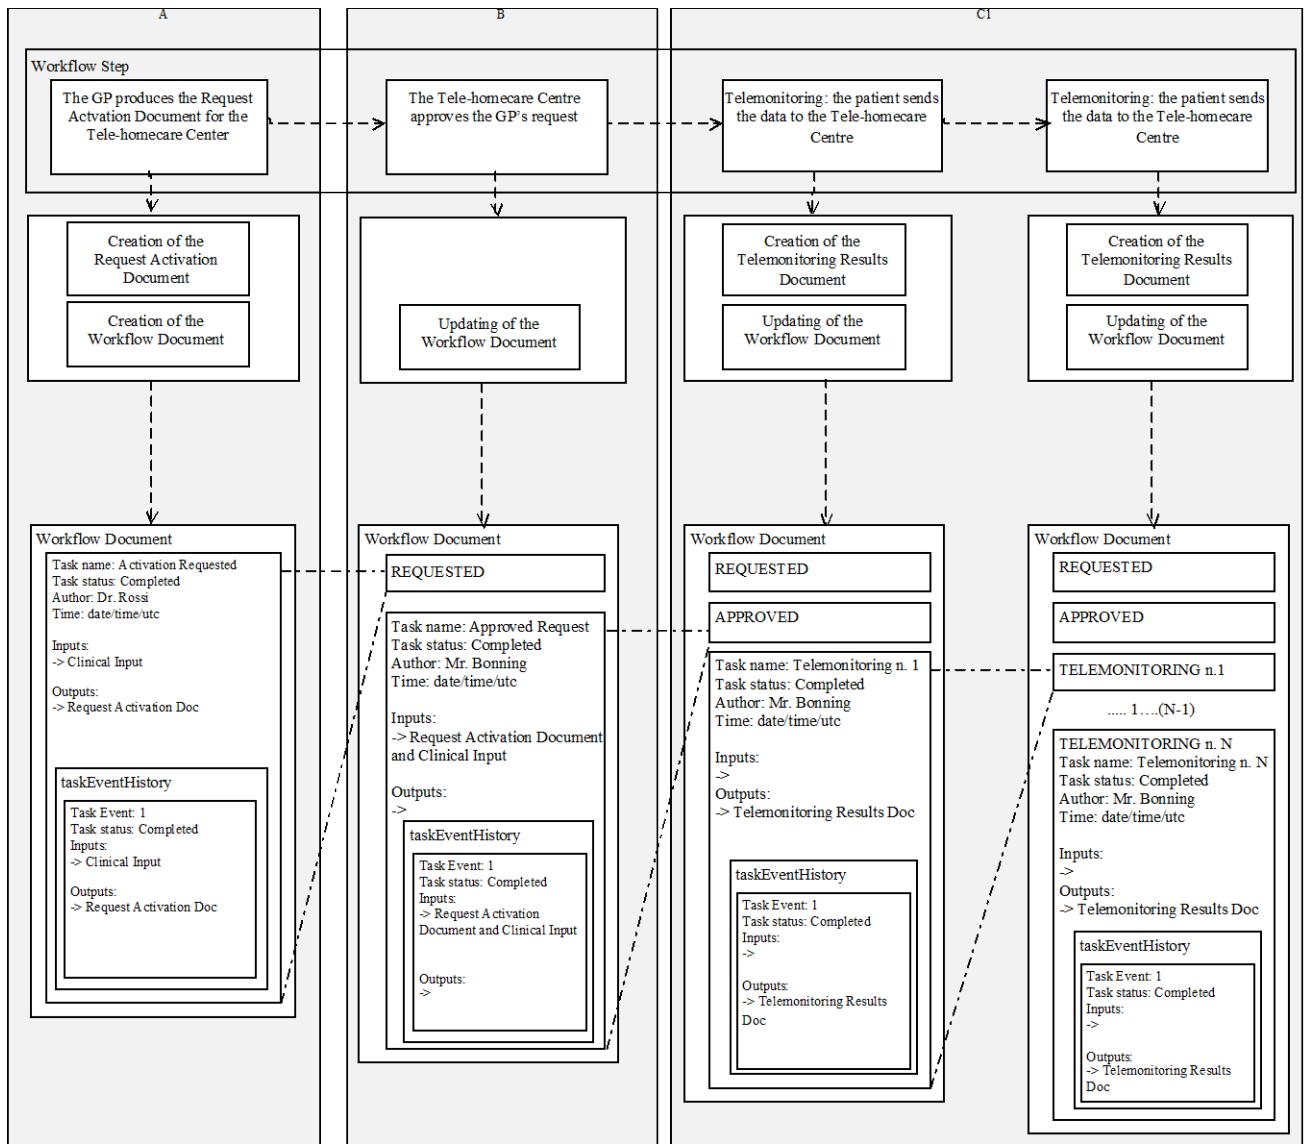 A
B
C1
Workflow Step
The GP produces the Request
Actvation Document for the
Tele-homecare Center
The Tele-homecare Centre
approves the GP's request
Telemonitoring: the patient sends
the data to the Tele-homecare
Centre
Telemonitoring: the patient sends
the data to the Tele-homecare
Centre
Creation of the
Request Activation
Document
Creation of the
Workflow Document
Updating of the
Workflow Document
Creation of the
Telemonitoring Results
Document
Updating of the
Workflow Document
Creation of the
Telemonitoring Results
Document
Updating of the
Workflow Document
Workflow Document
Task name: Activation Requested
Task status: Completed
Author: Dr. Rossi
Time: date/time/utc
Inputs:
-> Clinical Input
Outputs:
-> Request Activation Doc
taskEventHistory
Task Event: 1
Task status: Completed
Inputs:
-> Clinical Input
Outputs:
-> Request Activation Doc
Workflow Document
REQUESTED
Task name: Approved Request
Task status: Completed
Author: Mr. Bonning
Time: date/time/utc
Inputs:
-> Request Activation Document
and Clinical Input
Outputs:
->
taskEventHistory
Task Event: 1
Task status: Completed
Inputs:
-> Request Activation
Document and Clinical Input
Outputs:
->
Workflow Document
REQUESTED
APPROVED
Task name: Telemonitoring n. 1
Task status: Completed
Author: Mr. Bonning
Time: date/time/utc
Inputs:
->
Outputs:
-> Telemonitoring Results Doc
taskEventHistory
Task Event: 1
Task status: Completed
Inputs:
->
Outputs:
-> Telemonitoring Results
Doc
Workflow Document
REQUESTED
APPROVED
TELEMONITORING n.1
..... 1....(N-1)
TELEMONITORING n. N
Task name: Telemonitoring n. N
Task status: Completed
Author: Mr. Bonning
Time: date/time/utc
Inputs:
->
Outputs:
-> Telemonitoring Results Doc
taskEventHistory
Task Event: 1
Task status: Completed
Inputs:
->
Outputs:
-> Telemonitoring Results
Doc